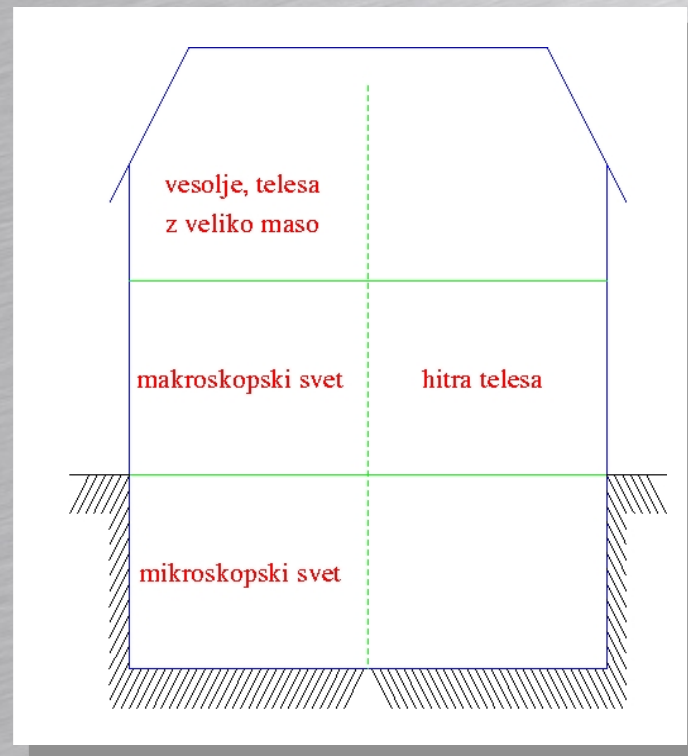 vesolje, telesa
z veliko maso
makroskopski svet
hitra telesa
mikroskopski svet